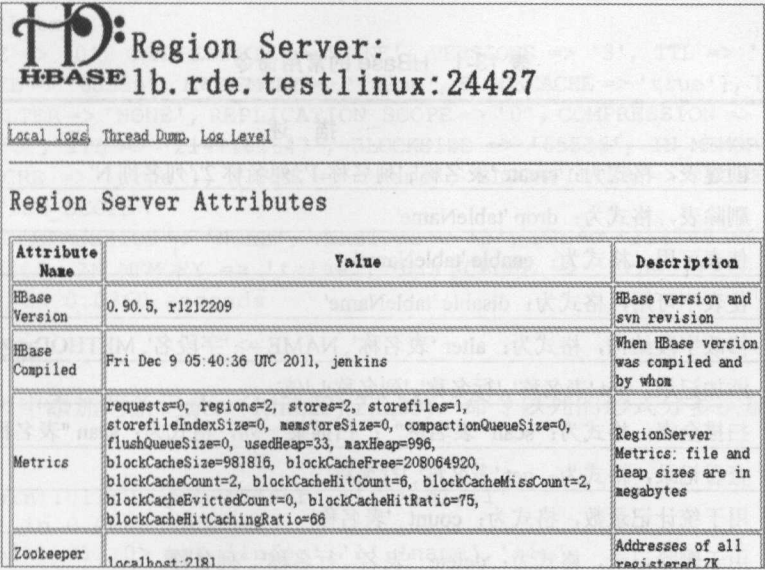 HBASE
Region Server:
lb.rde.testlinux:24427
Local logs, Thread Dump, Log Level
Region Server Attributes
Attribute Name Value Description
HBase Version 0.90.5, r1212209 HBase version and svn revision
HBase Compiled Fri Dec 9 05:40:36 UTC 2011, jenkins When HBase version was compiled and by whom
Metrics
requests=0, regions=2, stores=2, storefiles=1,
storefileIndexSize=0, memstoreSize=0, compactionQueueSize=0,
flushQueueSize=0, usedHeap=33, maxHeap=996,
blockCacheSize=981816, blockCacheFree=208064920,
blockCacheCount=2, blockCacheHitCount=6, blockCacheMissCount=2,
blockCacheEvictedCount=0, blockCacheHitRatio=75,
blockCacheHitCachingRatio=66
RegionServer
Metrics; file and
heap sizes are in
megabytes
Zookeeper localhost:2181 Addresses of all
registered ZK